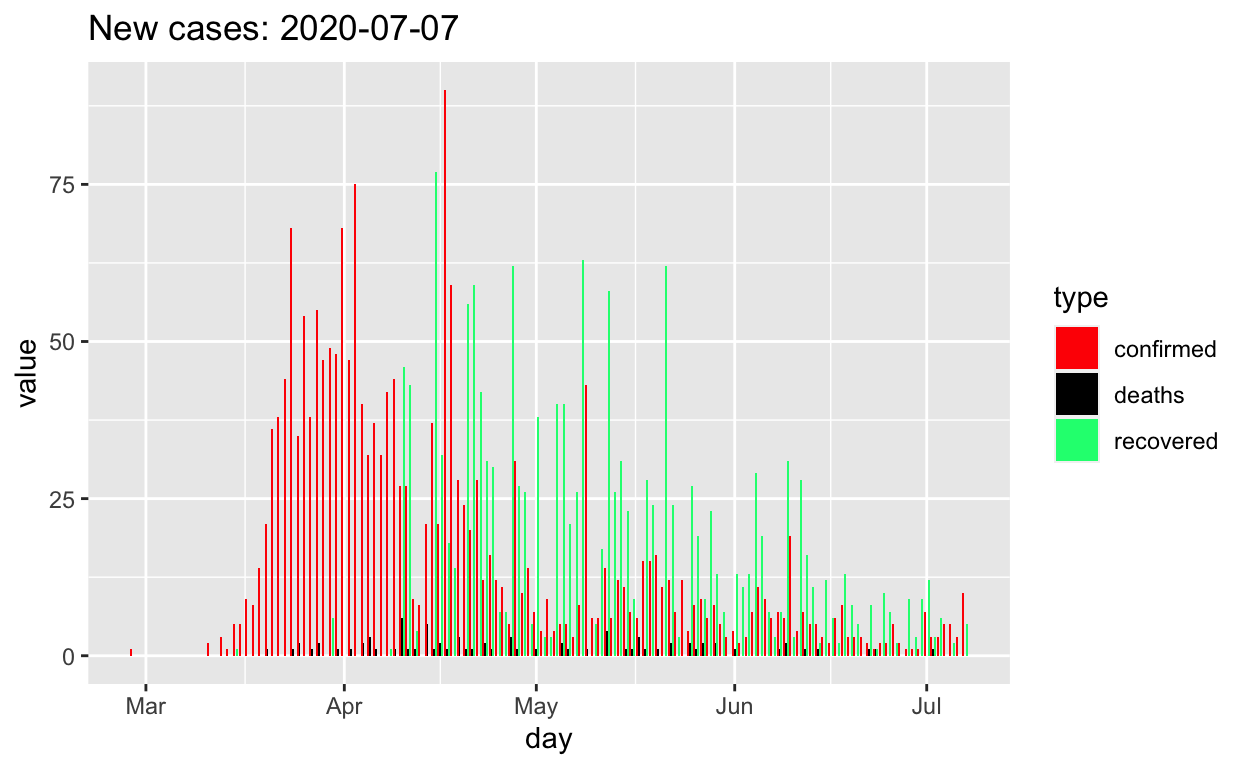 New cases: 2020-07-07
value
75
50
25
0
Mar Apr May Jun Jul
day
type
confirmed
deaths
recovered